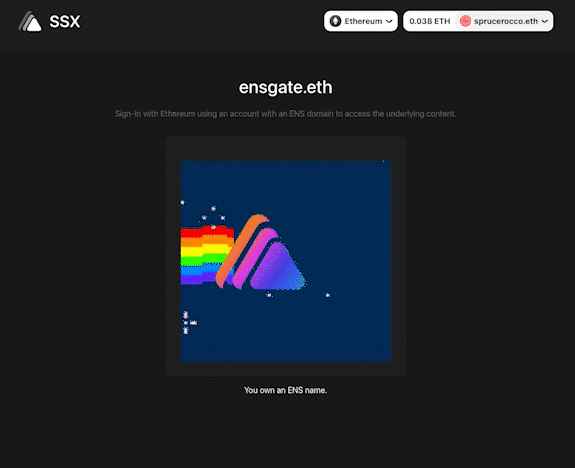 SSX
Ethereum
0.038 ETH
sprucerocco.eth
ensgate.eth
Sign-In with Ethereum using an account with an ENS domain to access the underlying content.
You own an ENS name.